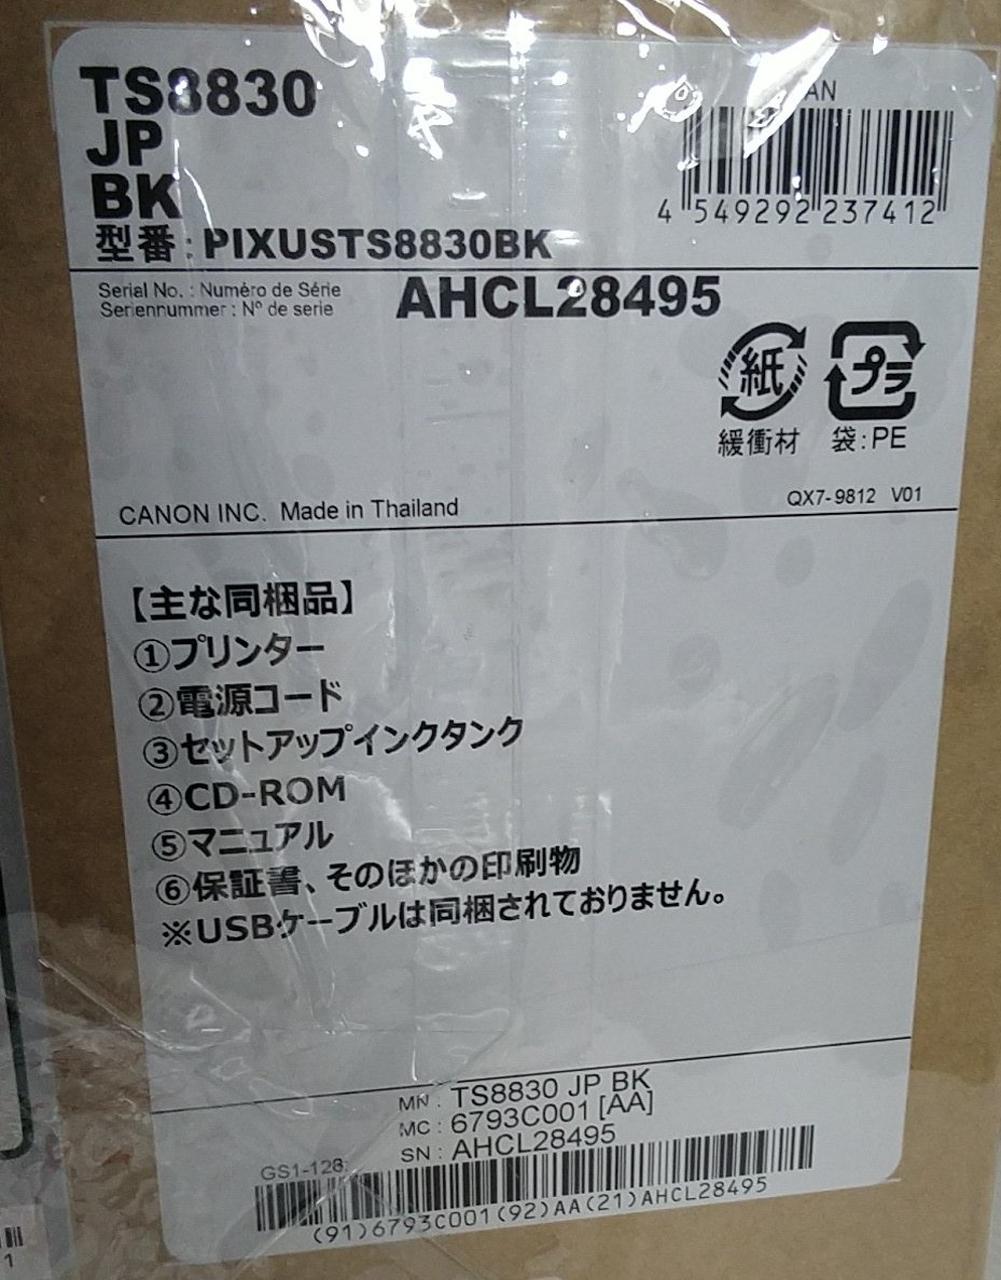 TS8830
JP
BK
型番:PIXUSTS8830BK
4 549292 237412
Serial No. : Numéro de Série
Seriennummer : Nº de serie
AHCL28495
紙
プラ
緩衝材
袋:PE
CANON INC. Made in Thailand
QX7-9812 V01
【主な同梱品】
①プリンター
②電源コード
③セットアップインクタンク
④CD-ROM
⑤マニュアル
⑥保証書、そのほかの印刷物
※USBケーブルは同梱されておりません。
MN : TS8830 JP BK
MC : 6793C001 [AA]
SN : AHCL28495
GS1-128:
(91)6793C001(92)AA(21)AHCL28495
1